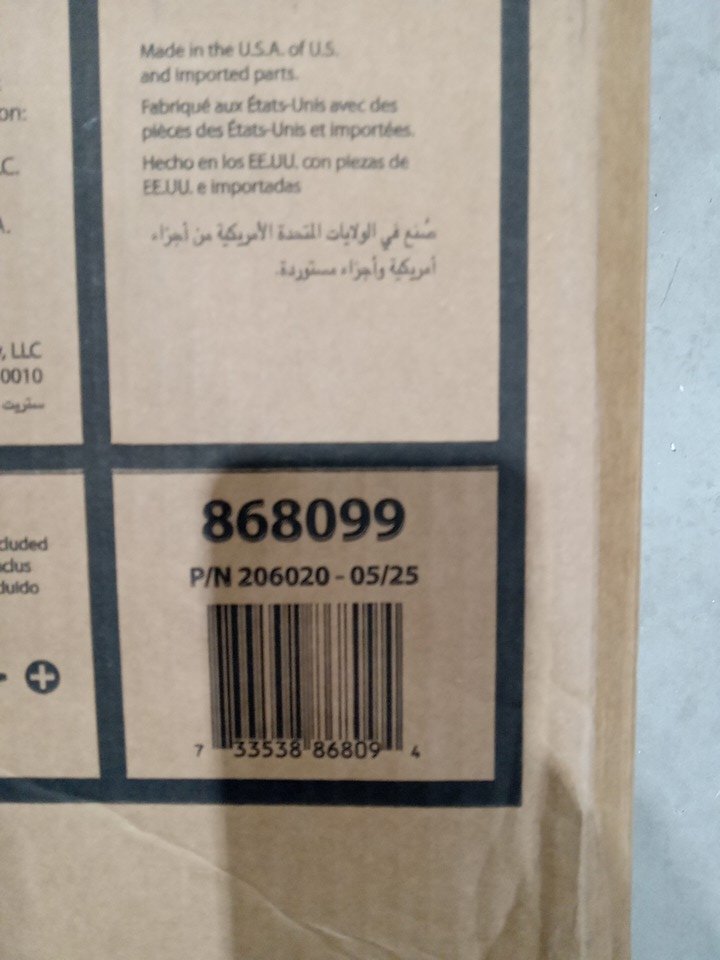 Made in the U.S.A. of U.S.
and imported parts.
Fabriqué aux États-Unis avec des
pièces des États-Unis et importées.
Hecho en los EE.UU. con piezas de
EE.UU. e importadas
صُنع في الولايات المتحدة الأمريكية من أجزاء
أمريكية وأجزاء مستوردة.
on:
C.
A.
, LLC
0010
ستريت
cluded
clus
cluido
868099
P/N 206020 - 05/25
7 33538 86809 4